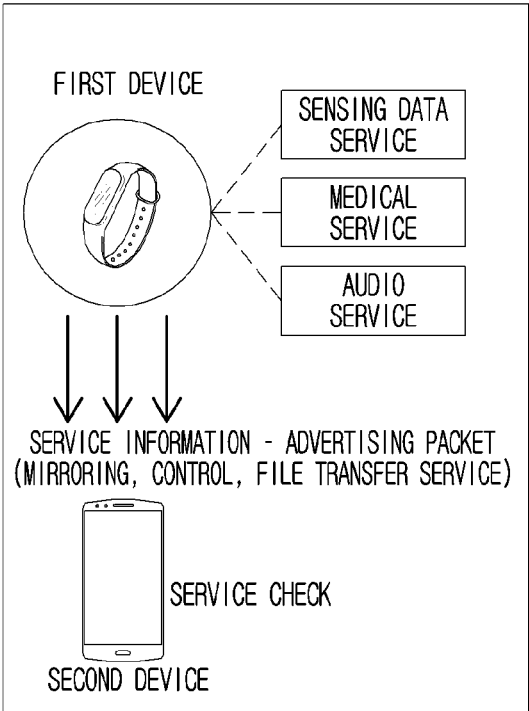 FIRST DEVICE
SENSING DATA
SERVICE
MEDICAL
SERVICE
AUDIO
SERVICE
SERVICE INFORMATION - ADVERTISING PACKET
(MIRRORING, CONTROL, FILE TRANSFER SERVICE)
SERVICE CHECK
SECOND DEVICE